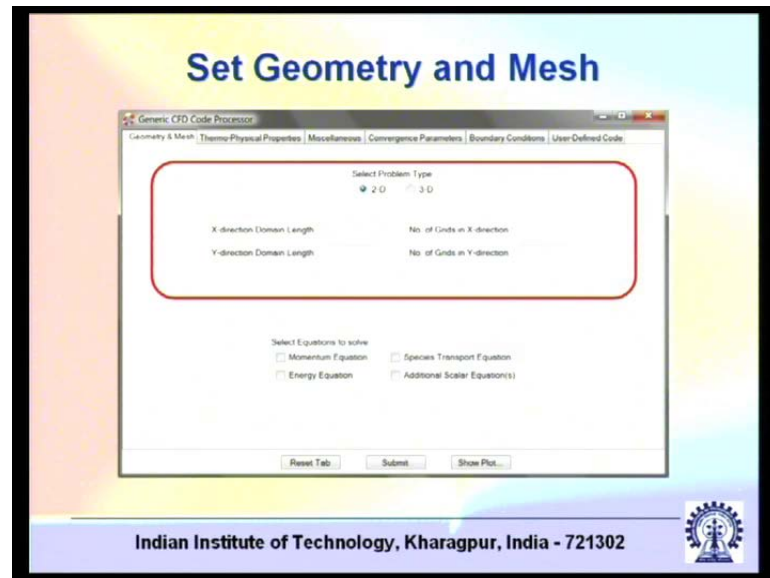 Set Geometry and Mesh
Generic CFD Code Processor
Geometry & Mesh Thermo-Physical Properties Miscellaneous Convergence Parameters Boundary Conditions User-Defined Code
Select Problem Type
2-D 3-D
X-direction Domain Length No. of Grids in X-direction
Y-direction Domain Length No. of Grids in Y-direction
Select Equations to solve
Momentum Equation Species Transport Equation
Energy Equation Additional Scalar Equation(s)
Reset Tab Submit Show Plot...
Indian Institute of Technology, Kharagpur, India - 721302